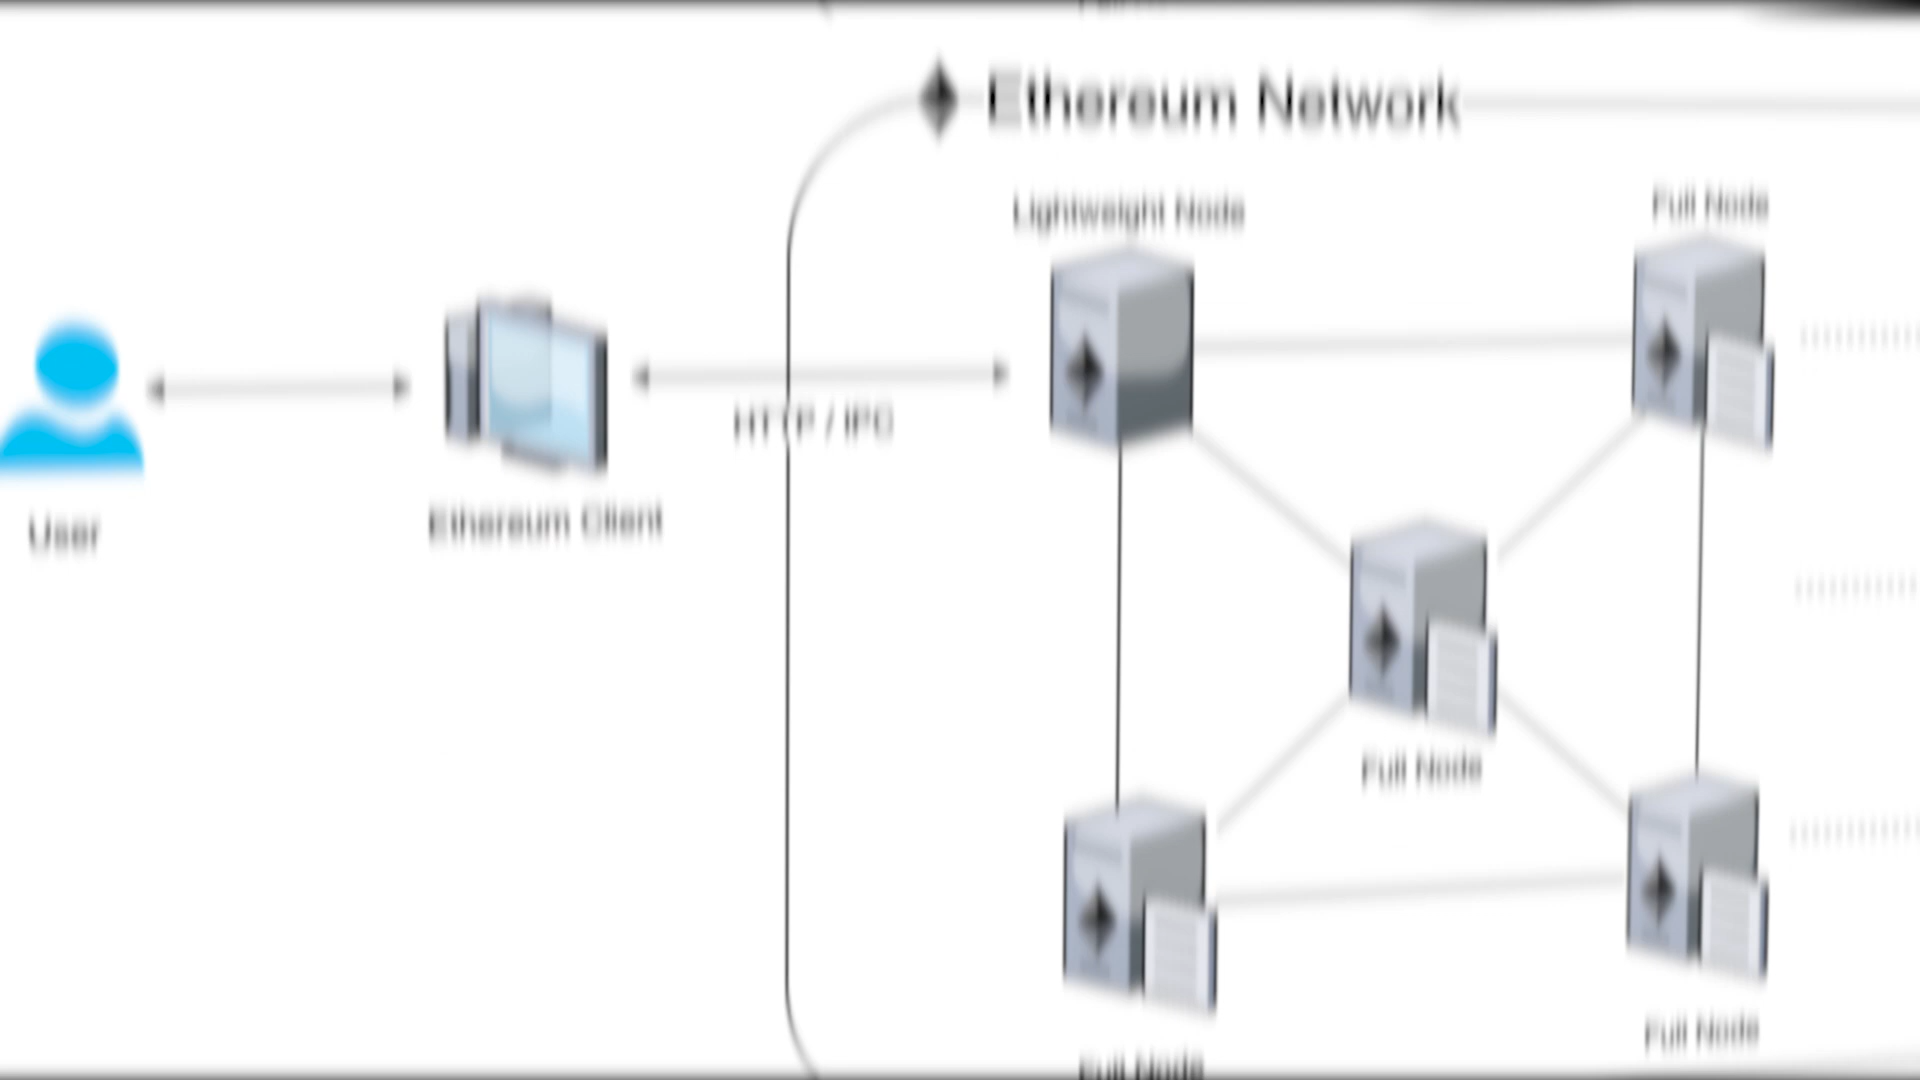 Ethereum Network
Lightweight Node
Full Node
HTTP / IPC
User
Ethereum Client
Full Node
Full Node
Full Node